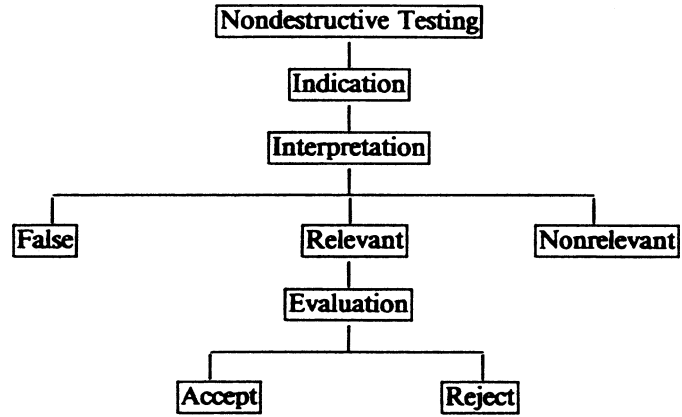 Nondestructive Testing
Indication
Interpretation
False
Relevant
Nonrelevant
Evaluation
Accept
Reject